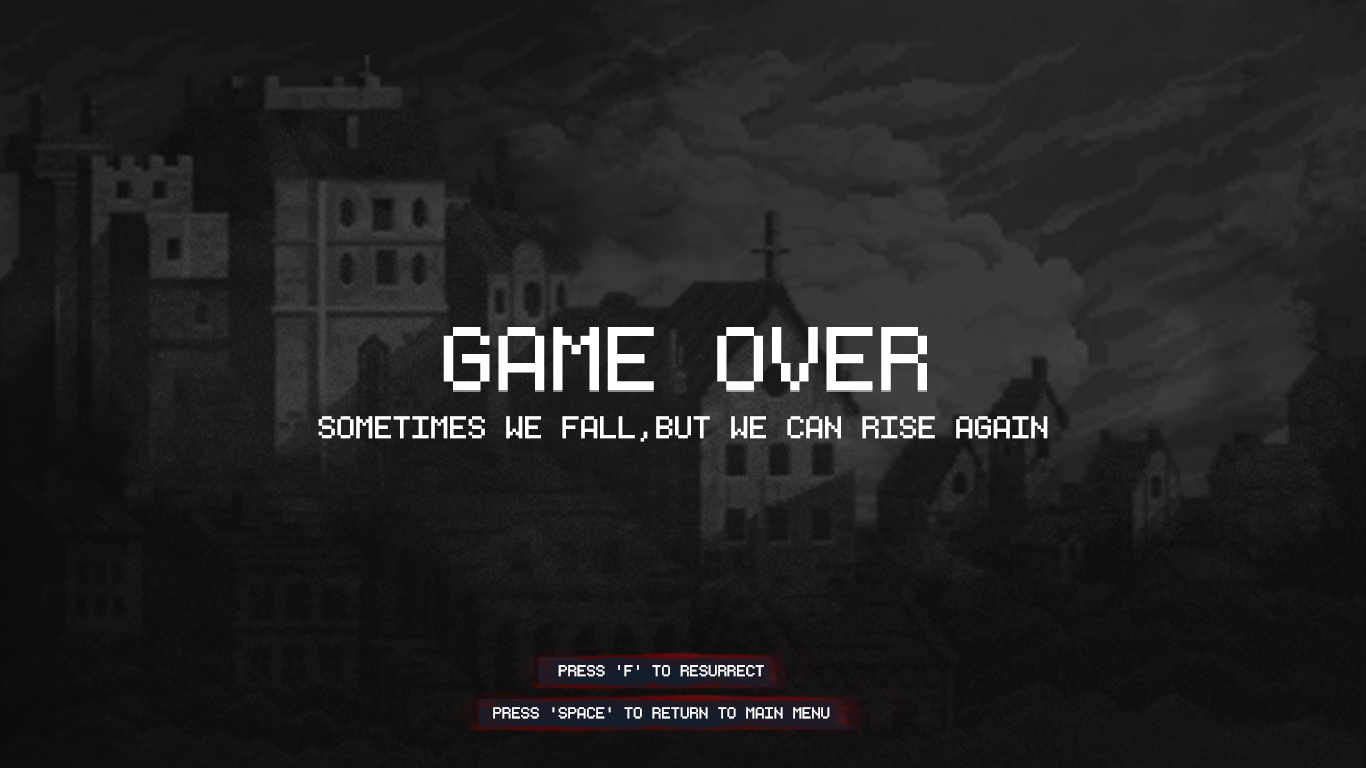 GAME OVER
SOMETIMES WE FALL,BUT WE CAN RISE AGAIN
PRESS 'F' TO RESURRECT
PRESS 'SPACE' TO RETURN TO MAIN MENU